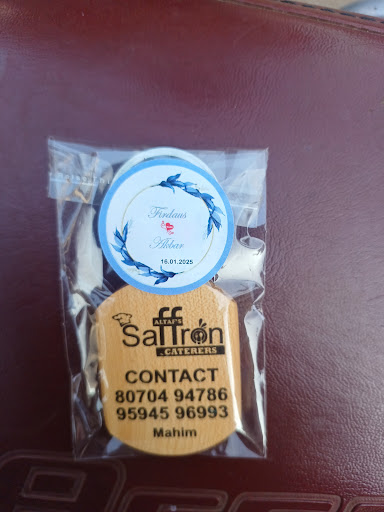 Firdaus
Akbar
16.01.2025
ALTAF'S
Saffron
CATERERS
CONTACT
80704 94786
95945 96993
Mahim